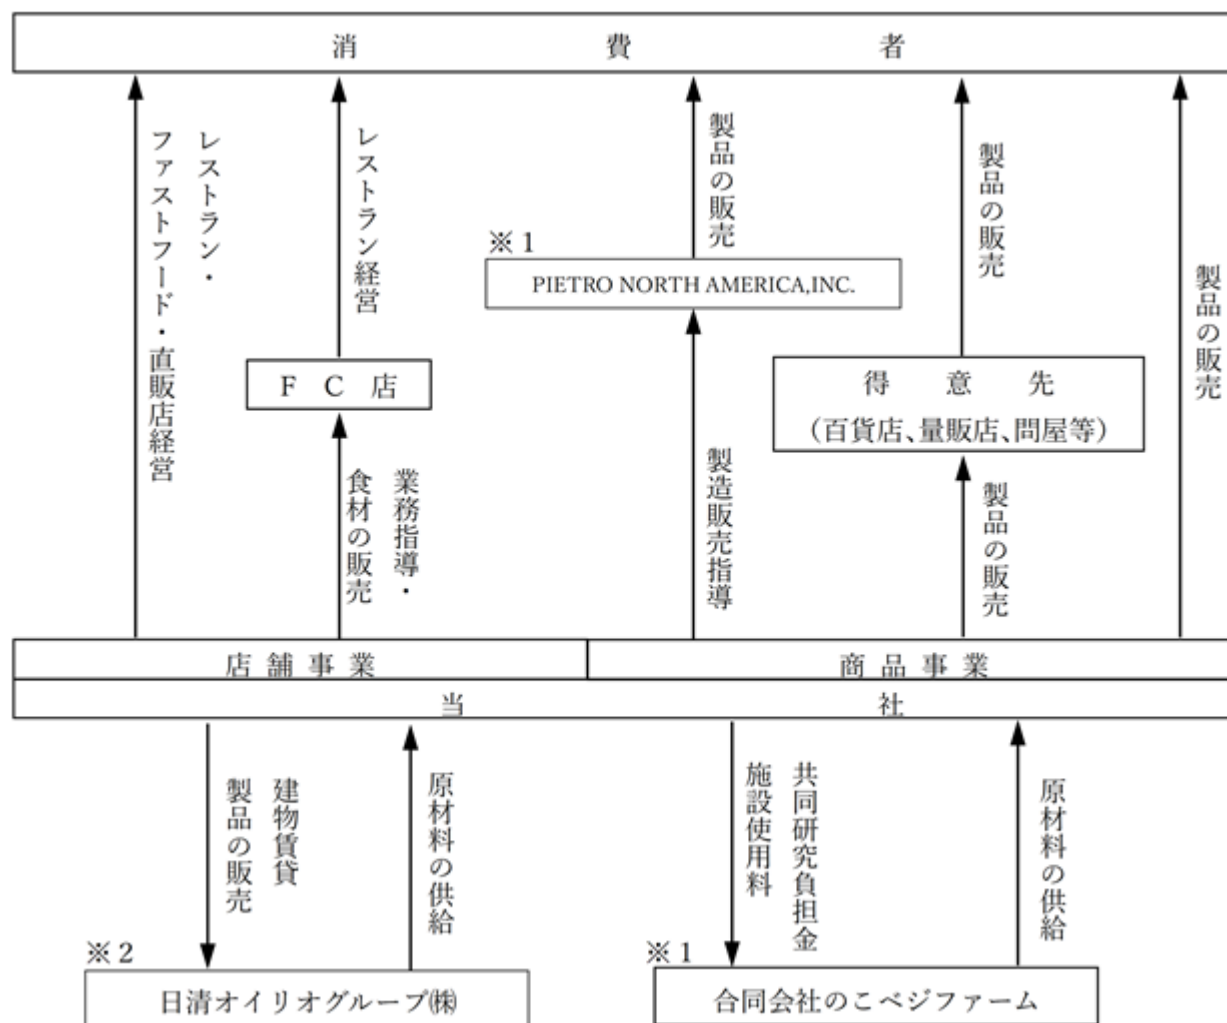 消費者
レストラン・
ファストフード・直販店経営
レストラン経営
製品の販売
製品の販売
製品の販売
※1
PIETRO NORTH AMERICA,INC.
FC店
得意先
(百貨店、量販店、問屋等)
業務指導・
食材の販売
製造販売指導
製品の販売
店舗事業
商品事業
当社
建物賃貸
製品の販売
原材料の供給
共同研究負担金
施設使用料
原材料の供給
※2
日清オイリオグループ㈱
※1
合同会社のこベジファーム